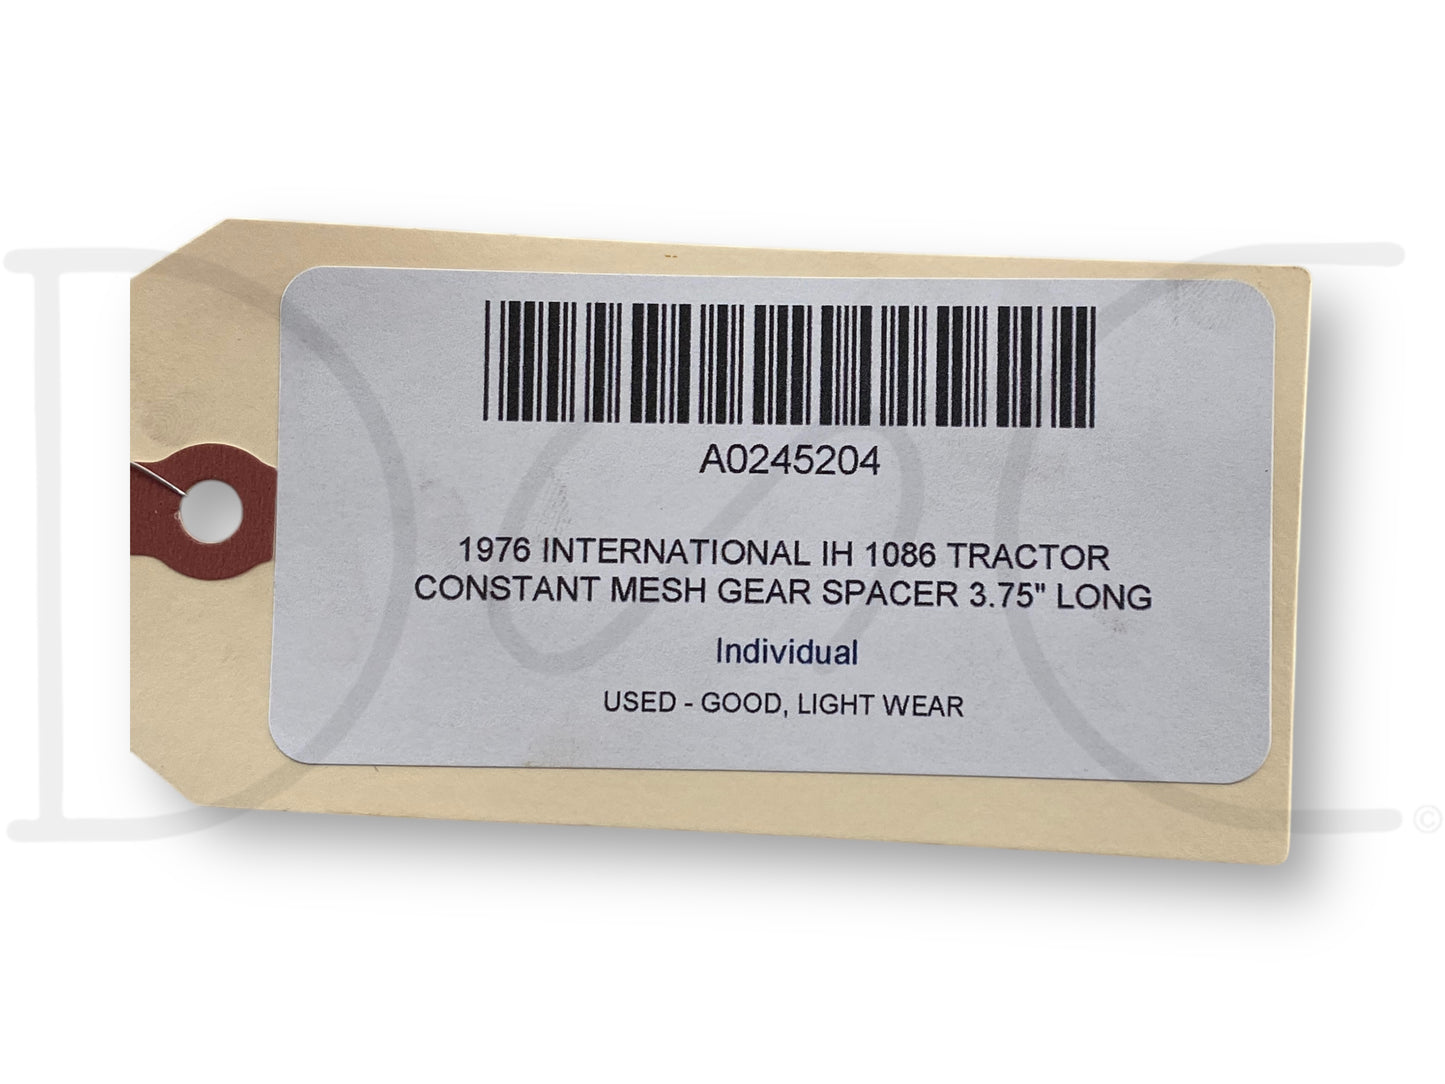 A0245204
1976 INTERNATIONAL IH 1086 TRACTOR
CONSTANT MESH GEAR SPACER 3.75" LONG
Individual
USED - GOOD, LIGHT WEAR
©